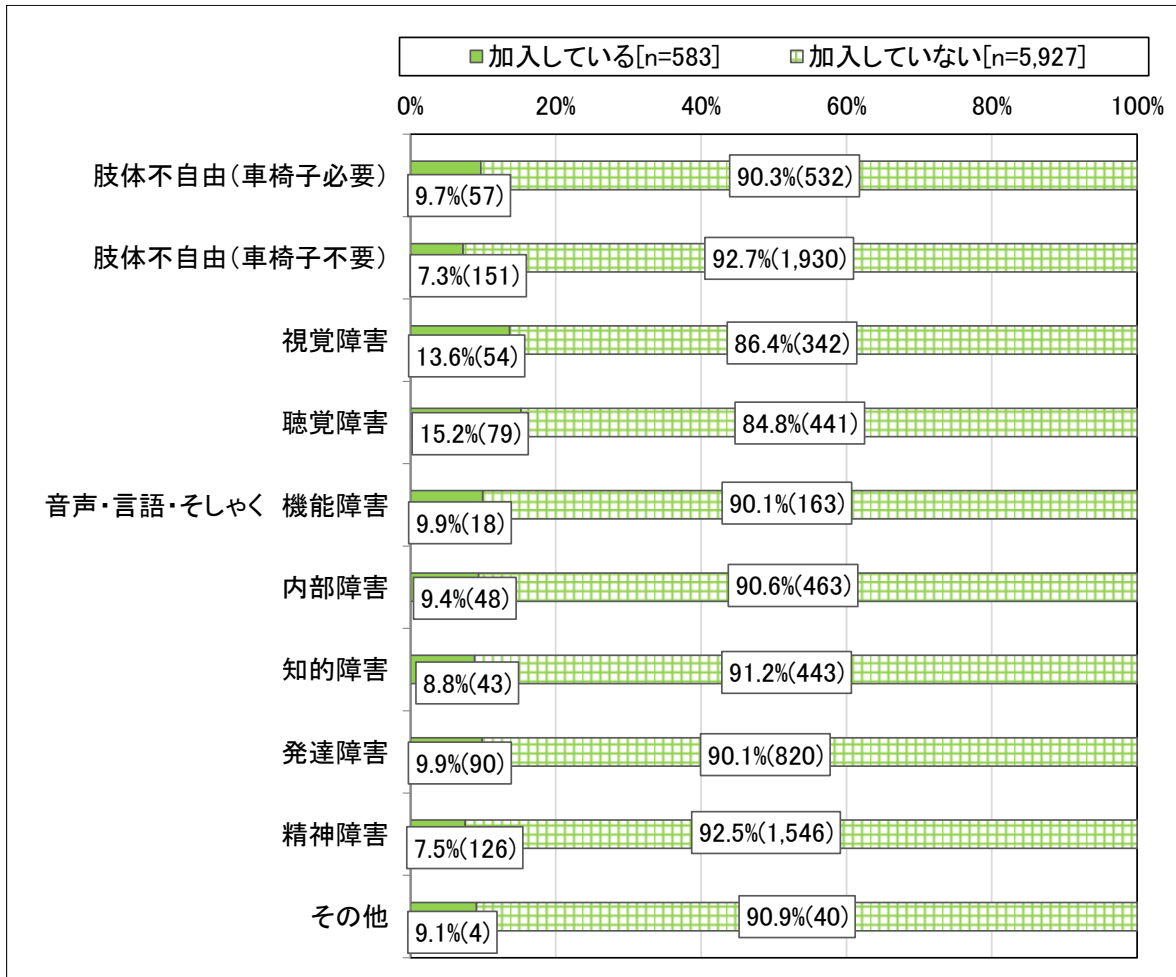 加入している[n=583] 加入していない[n=5,927]
0% 20% 40% 60% 80% 100%
肢体不自由（車椅子必要） 9.7%(57) 90.3%(532)
肢体不自由（車椅子不要） 7.3%(151) 92.7%(1,930)
視覚障害 13.6%(54) 86.4%(342)
聴覚障害 15.2%(79) 84.8%(441)
音声・言語・そしゃく 機能障害 9.9%(18) 90.1%(163)
内部障害 9.4%(48) 90.6%(463)
知的障害 8.8%(43) 91.2%(443)
発達障害 9.9%(90) 90.1%(820)
精神障害 7.5%(126) 92.5%(1,546)
その他 9.1%(4) 90.9%(40)